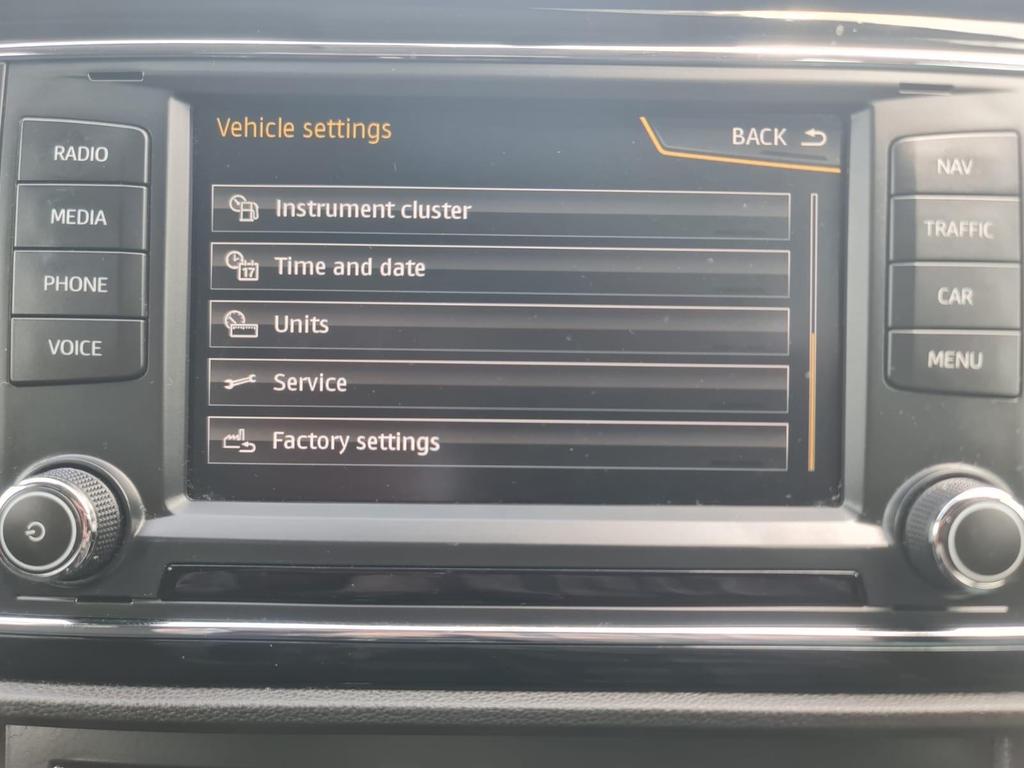 Vehicle settings
BACK
RADIO
MEDIA
PHONE
VOICE
Instrument cluster
Time and date
17
Units
Service
Factory settings
NAV
TRAFFIC
CAR
MENU